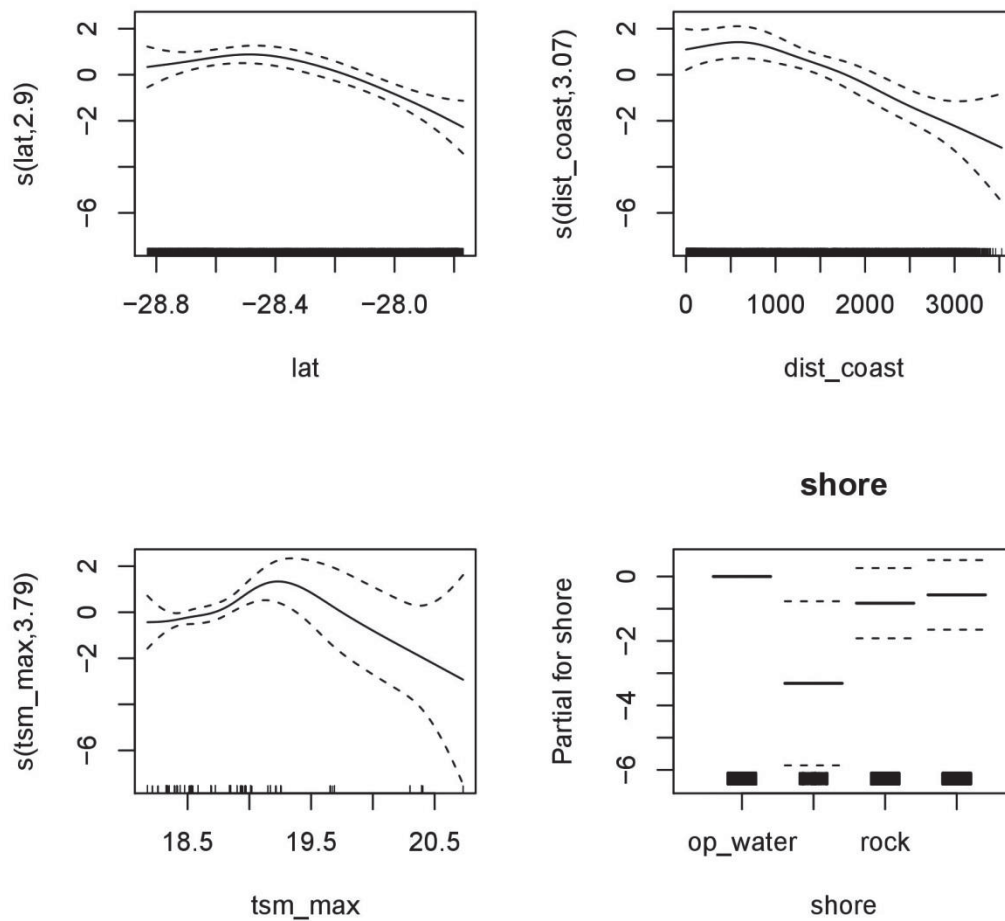 s(lat,2.9)
2
0
−2
−6
−28.8 −28.4 −28.0
lat
s(dist_coast,3.07)
2
0
−2
−6
0 1000 2000 3000
dist_coast
s(tsm_max,3.79)
2
0
−2
−6
18.5 19.5 20.5
tsm_max
shore
Partial for shore
0
−2
−4
−6
op_water rock
shore